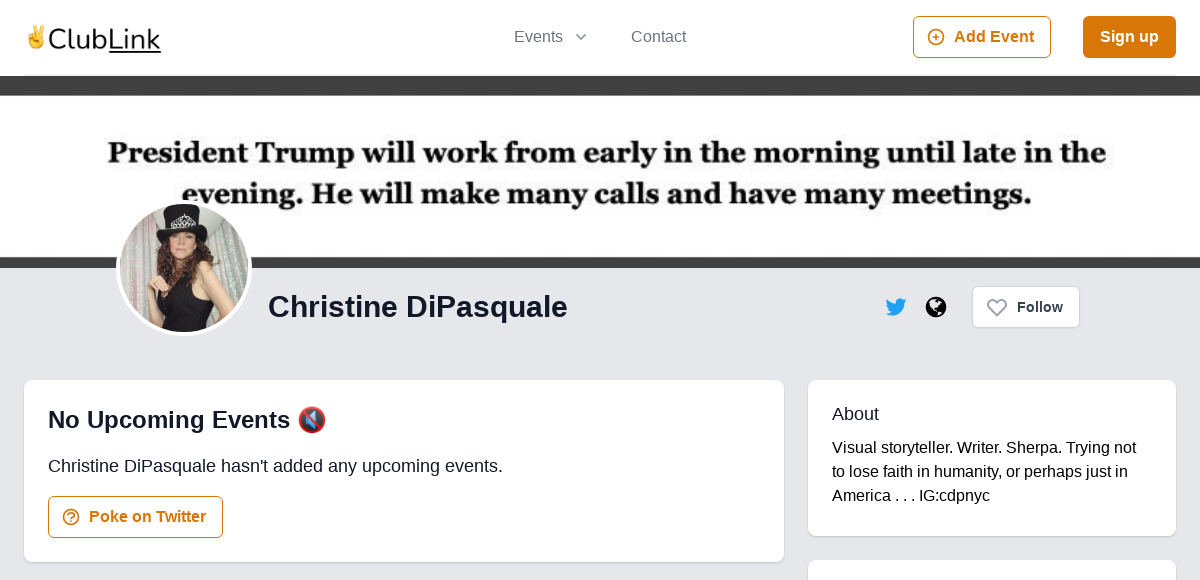 ClubLink
Events
Contact
Add Event
Sign up
President Trump will work from early in the morning until late in the
evening. He will make many calls and have many meetings.
Christine DiPasquale
Follow
No Upcoming Events
Christine DiPasquale hasn't added any upcoming events.
Poke on Twitter
About
Visual storyteller. Writer. Sherpa. Trying not
to lose faith in humanity, or perhaps just in
America . . . IG:cdpnyc